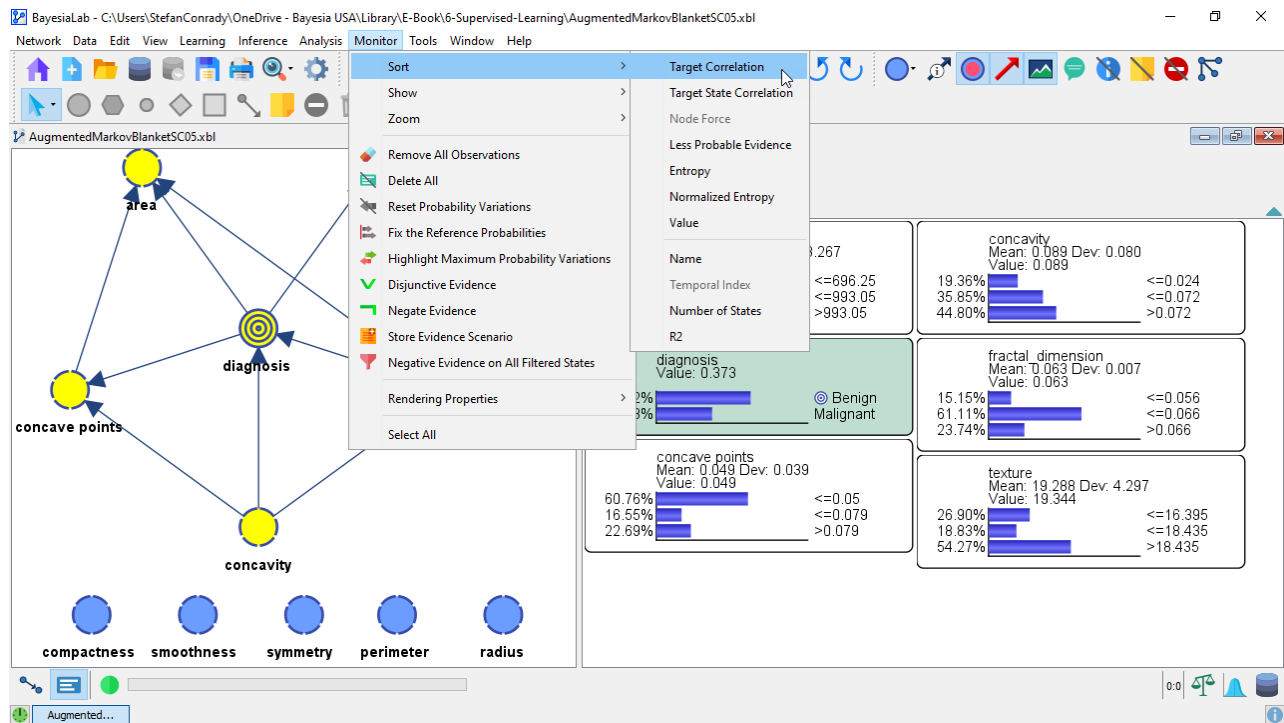 BayesiaLab - C:\Users\StefanConrady\OneDrive - Bayesia USA\Library\E-Book\6-Supervised-Learning\AugmentedMarkovBlanketSC05.xbl
Network Data Edit View Learning Inference Analysis Monitor Tools Window Help
AugmentedMarkovBlanketSC05.xbl
Sort
Show
Zoom
Remove All Observations
Delete All
Reset Probability Variations
Fix the Reference Probabilities
Highlight Maximum Probability Variations
Disjunctive Evidence
Negate Evidence
Store Evidence Scenario
Negative Evidence on All Filtered States
Rendering Properties
Select All
Target Correlation
Target State Correlation
Node Force
Less Probable Evidence
Entropy
Normalized Entropy
Value
Name
Temporal Index
Number of States
R2
area
diagnosis
concave points
concavity
compactness smoothness symmetry perimeter radius
.267
<=696.25
<=993.05
>993.05
diagnosis
Value: 0.373
2% Benign
% Malignant
concave points
Mean: 0.049 Dev: 0.039
Value: 0.049
60.76% <=0.05
16.55% <=0.079
22.69% >0.079
concavity
Mean: 0.089 Dev: 0.080
Value: 0.089
19.36% <=0.024
35.85% <=0.072
44.80% >0.072
fractal_dimension
Mean: 0.063 Dev: 0.007
Value: 0.063
15.15% <=0.056
61.11% <=0.066
23.74% >0.066
texture
Mean: 19.288 Dev: 4.297
Value: 19.344
26.90% <=16.395
18.83% <=18.435
54.27% >18.435
0:0
Augmented...